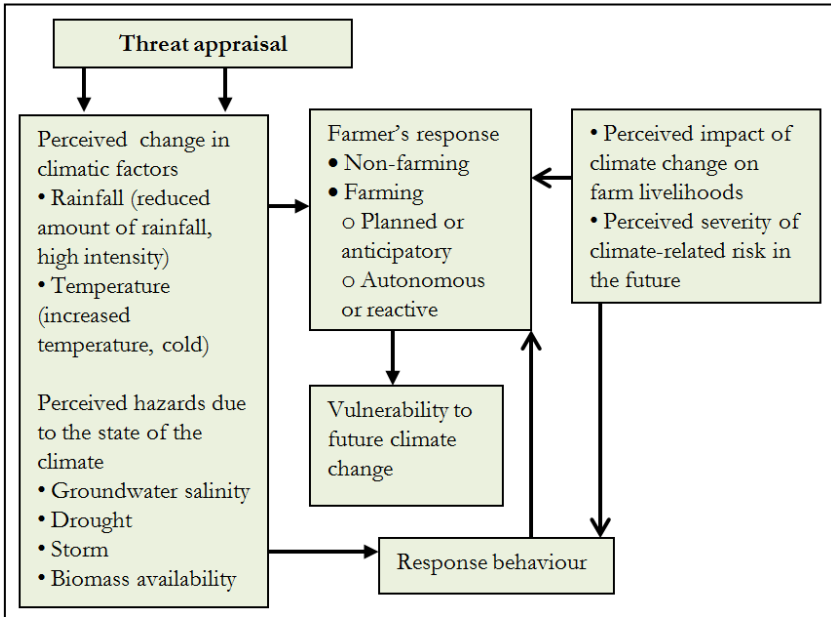 Threat appraisal
Perceived change in
climatic factors
• Rainfall (reduced
amount of rainfall,
high intensity)
• Temperature
(increased
temperature, cold)
Perceived hazards due
to the state of the
climate
• Groundwater salinity
• Drought
• Storm
• Biomass availability
Farmer’s response
• Non-farming
• Farming
o Planned or
anticipatory
o Autonomous
or reactive
Vulnerability to
future climate
change
• Perceived impact of
climate change on
farm livelihoods
• Perceived severity of
climate-related risk in
the future
Response behaviour